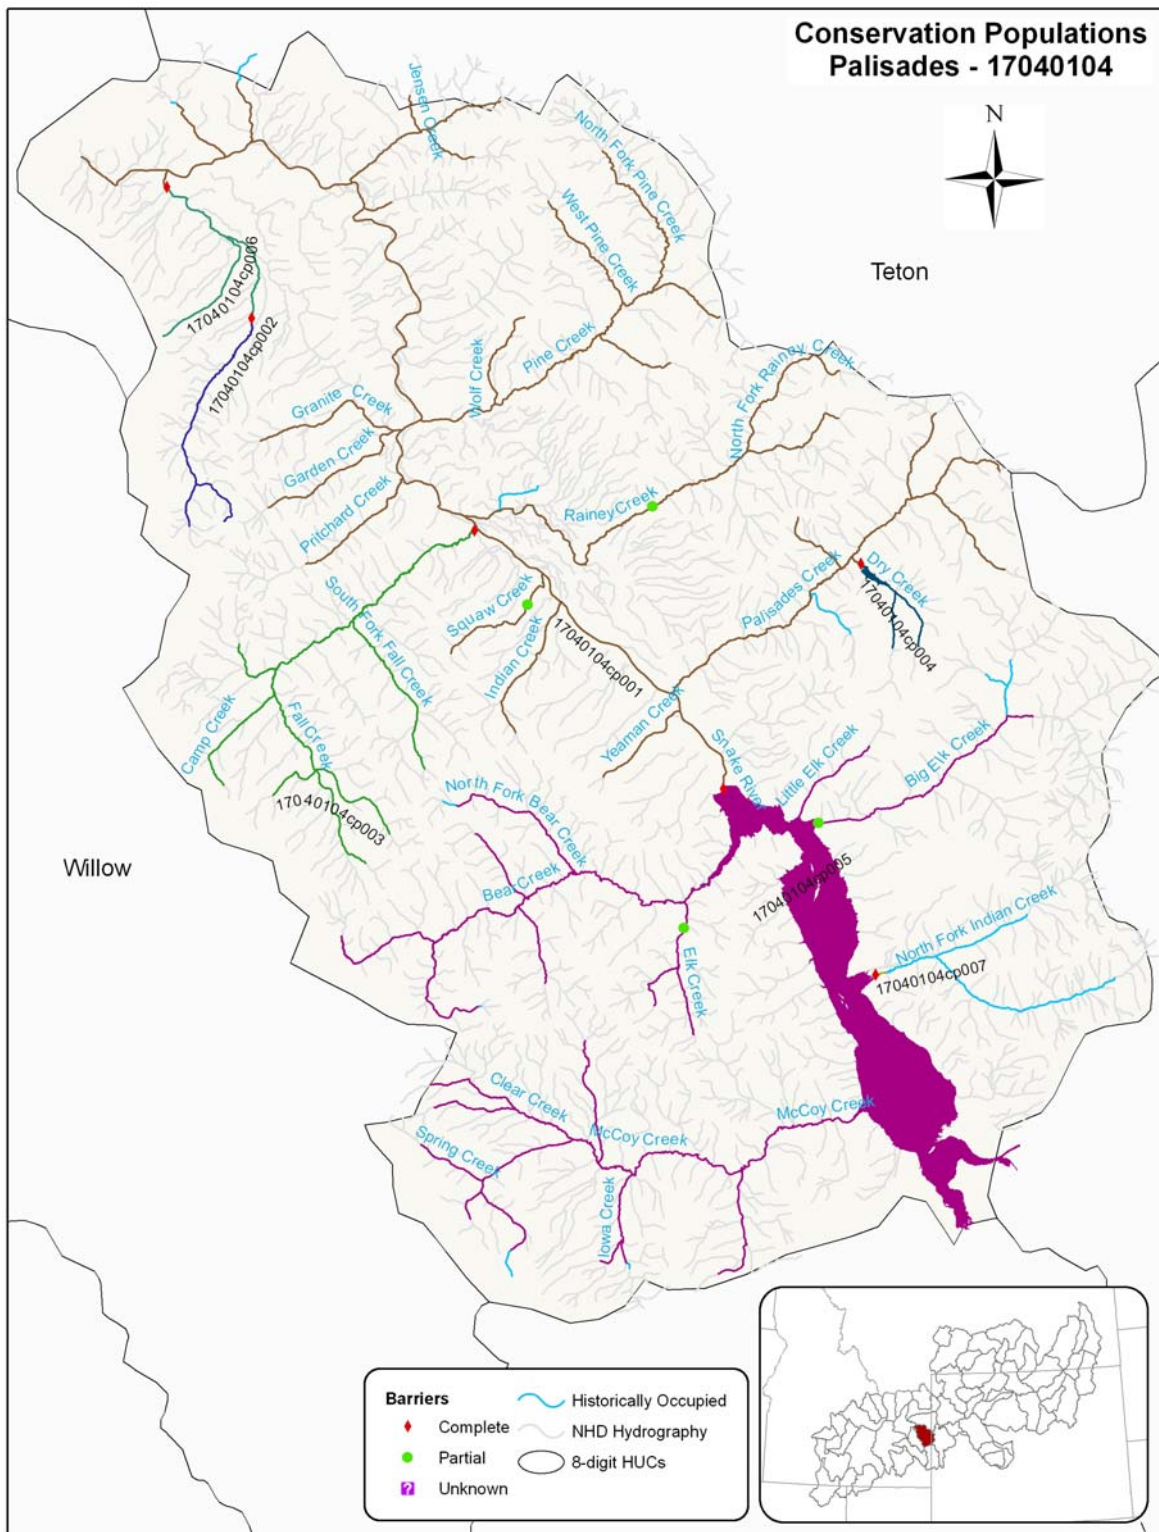 Conservation Populations
Palisades - 17040104
N
Jensen Creek
North Fork Pine Creek
West Pine Creek
Teton
17040104cp006
17040104cp002
Pine Creek
Wolf Creek
North Fork Rainey Creek
Granite Creek
Garden Creek
Pritchard Creek
Rainey Creek
South Fork Fall Creek
Squaw Creek
Indian Creek
17040104cp001
Palisades Creek
Dry Creek
17040104cp004
Camp Creek
Fall Creek
17040104cp003
Yeaman Creek
Snake River
Little Elk Creek
Big Elk Creek
North Fork Bear Creek
Willow
Bear Creek
17040104cp005
North Fork Indian Creek
17040104cp007
Elk Creek
Clear Creek
McCoy Creek
McCoy Creek
Spring Creek
Iowa Creek
Barriers
Complete
Partial
?
Unknown
Historically Occupied
NHD Hydrography
8-digit HUCs